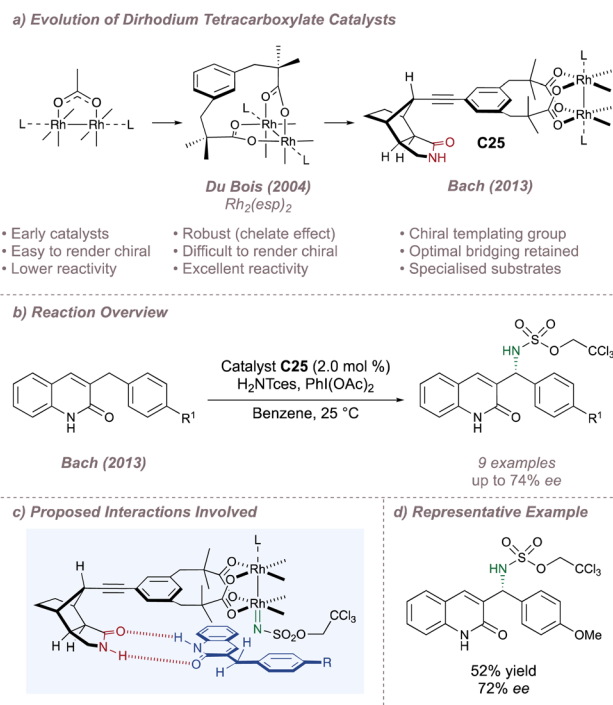 a) Evolution of Dirhodium Tetracarboxylate Catalysts
O O
L Rh Rh L
O O
L Rh O
O Rh
L
Du Bois (2004)
Rh2(esp)2
H
L
O Rh
O
O Rh
O
L
H H
O
NH
C25
Bach (2013)
• Early catalysts
• Easy to render chiral
• Lower reactivity
• Robust (chelate effect)
• Difficult to render chiral
• Excellent reactivity
• Chiral templating group
• Optimal bridging retained
• Specialised substrates
b) Reaction Overview
N
H
O
R1
Bach (2013)
Catalyst C25 (2.0 mol %)
H2NTces, PhI(OAc)2
Benzene, 25 °C
O O
S
HN O CCl3
N
H
O
R1
9 examples
up to 74% ee
c) Proposed Interactions Involved
H
L
O Rh
O
O Rh
O
N SO2 O CCl3
H H
O
N H
H N
O
H H
R
d) Representative Example
O O
S
HN O CCl3
N
H
O
OMe
52% yield
72% ee